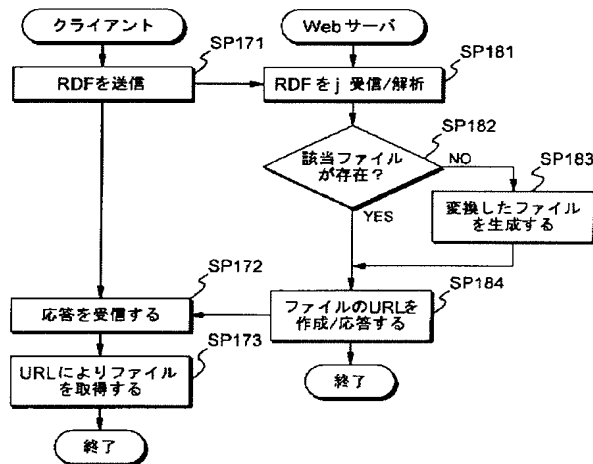 クライアント
Webサーバ
SP171
RDFを送信
SP181
RDFをj 受信/解析
SP182
該当ファイル
が存在?
NO
YES
SP183
変換したファイル
を生成する
SP172
応答を受信する
SP184
ファイルのURLを
作成/応答する
SP173
URLによりファイル
を取得する
終了
終了